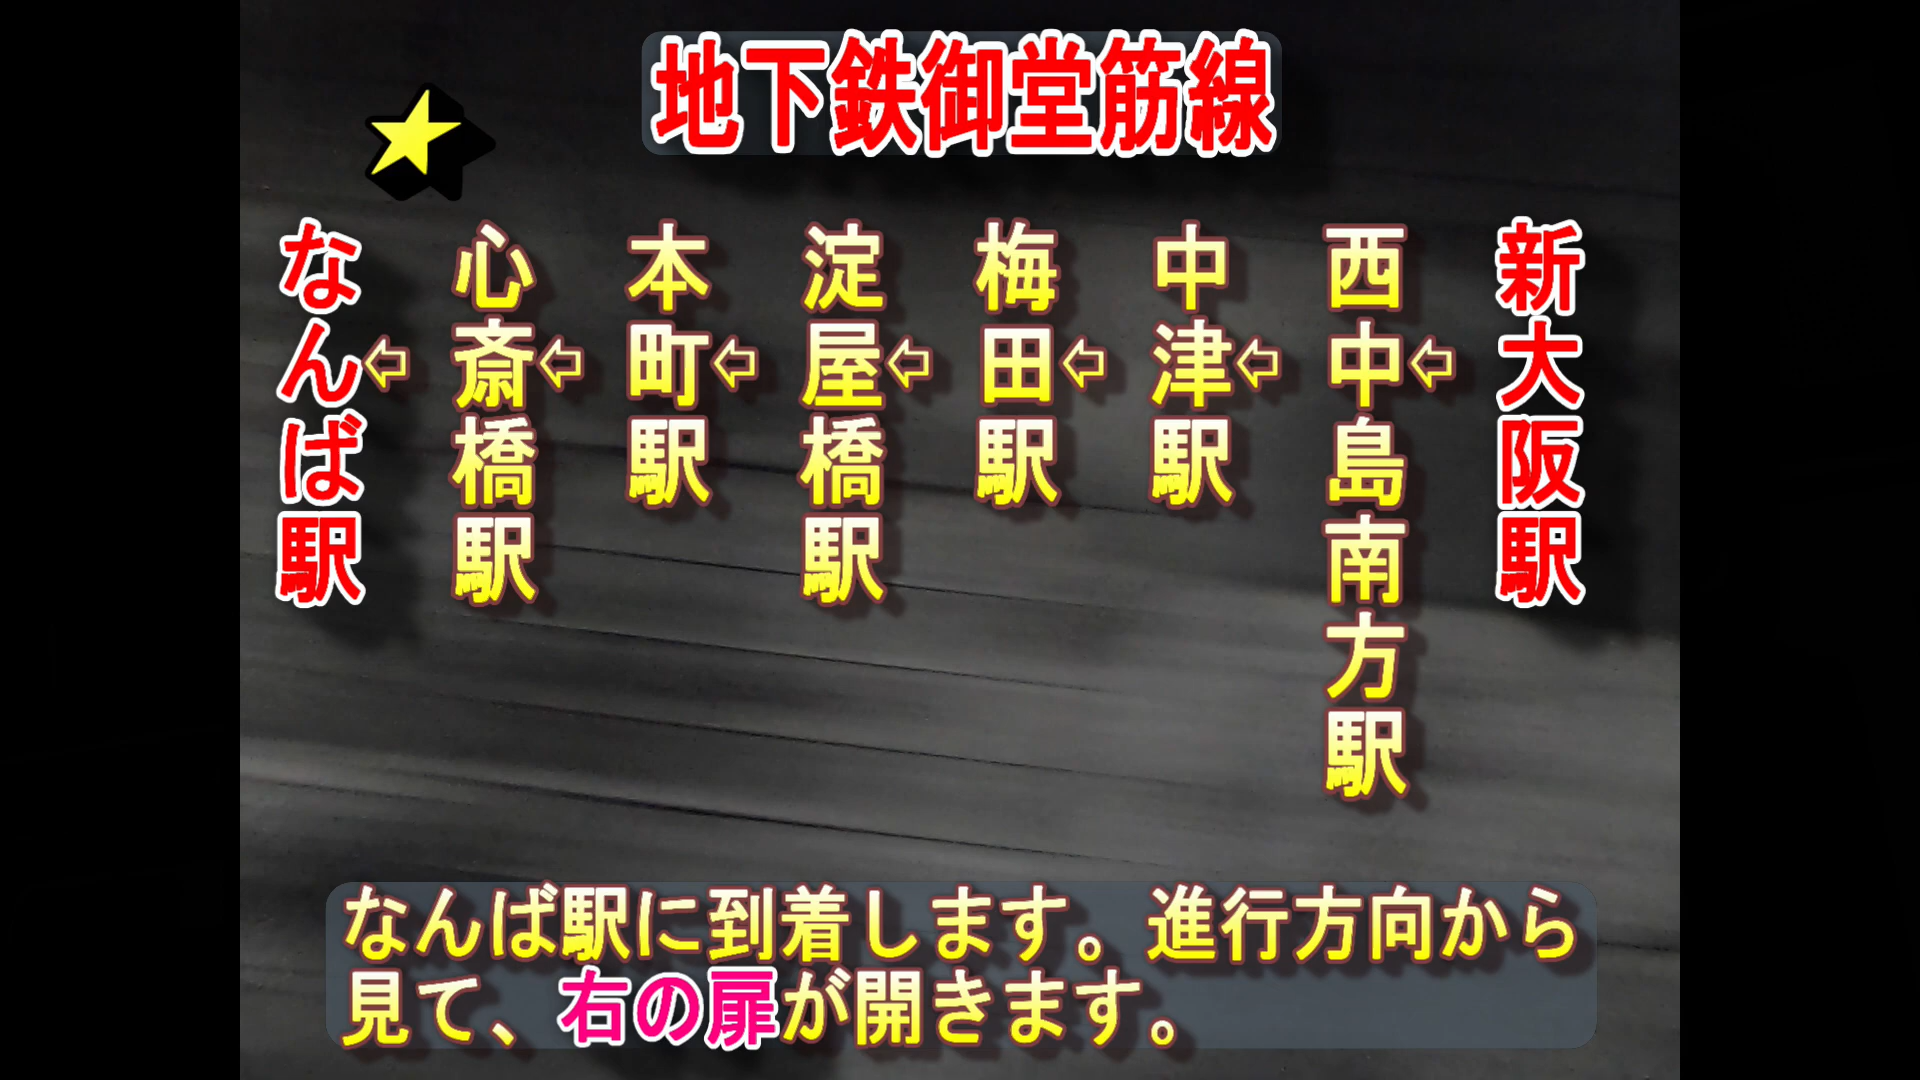 地下鉄御堂筋線
新大阪駅
⇦
西中島南方駅
⇦
中津駅
⇦
梅田駅
⇦
淀屋橋駅
⇦
本町駅
⇦
心斎橋駅
⇦
なんば駅
なんば駅に到着します。進行方向から
見て、右の扉が開きます。